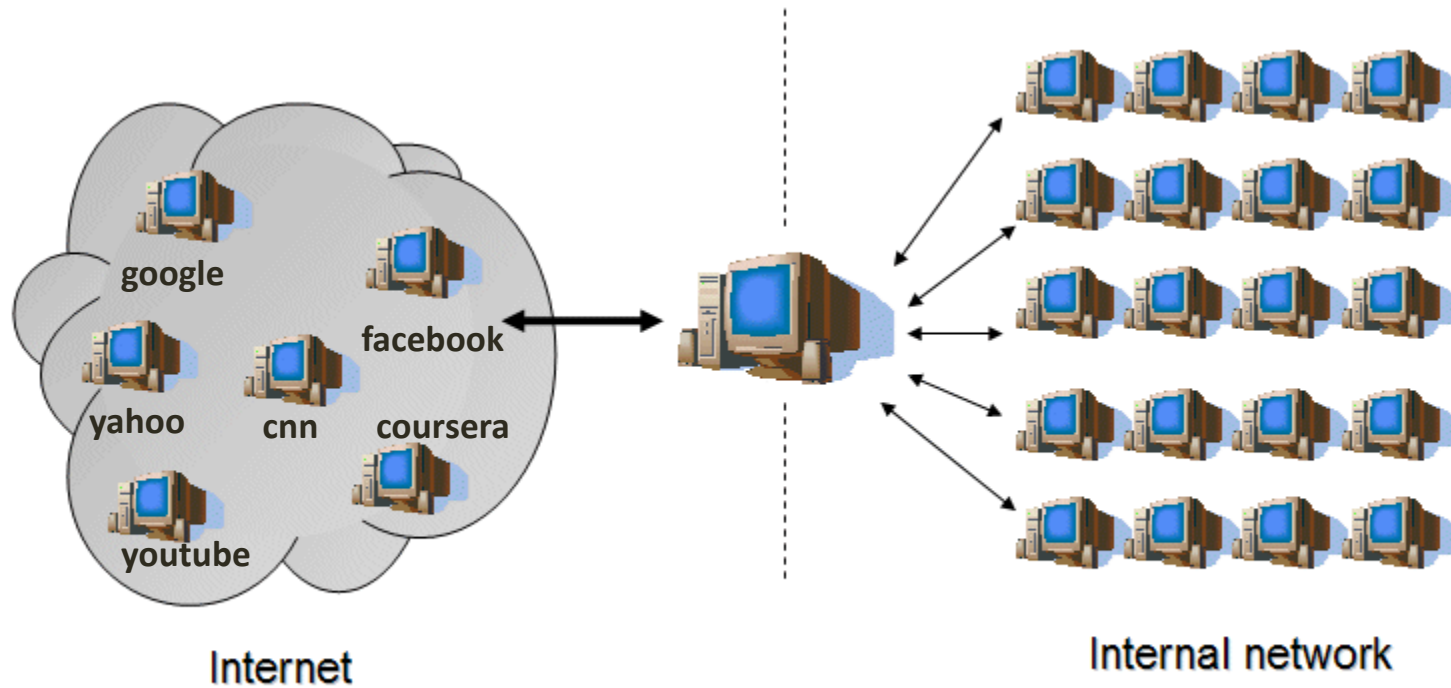 google
facebook
yahoo
cnn
coursera
youtube
Internet
Internal network